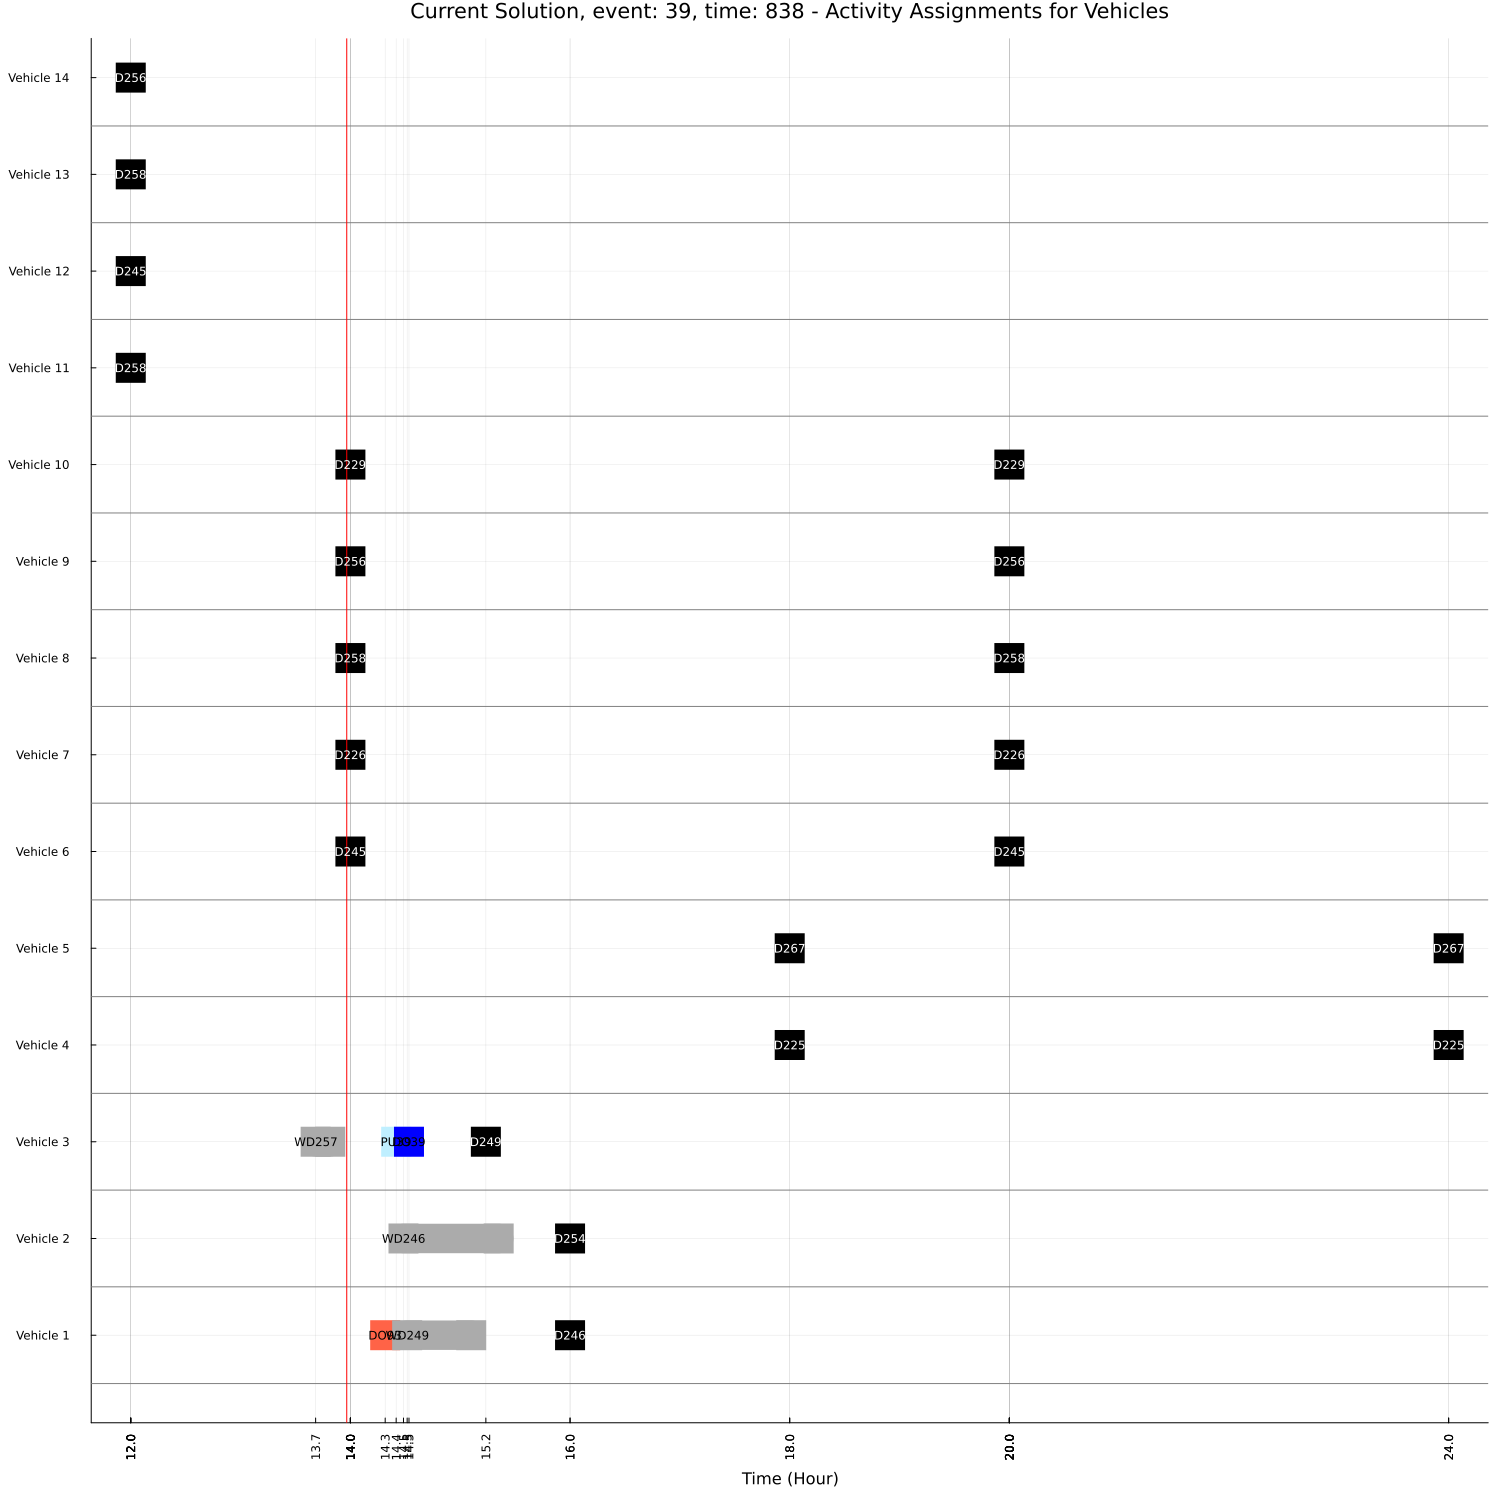 Current Solution, event: 39, time: 838 - Activity Assignments for Vehicles
Vehicle 14 D256
Vehicle 13 D258
Vehicle 12 D245
Vehicle 11 D258
Vehicle 10 D229 D229
Vehicle 9 D256 D256
Vehicle 8 D258 D258
Vehicle 7 D226 D226
Vehicle 6 D245 D245
Vehicle 5 D267 D267
Vehicle 4 D225 D225
Vehicle 3 WD257 D249
Vehicle 2 WD246 D254
Vehicle 1 WD249 D246
12.0 13.7 14.0 14.3 14.4 15.2 16.0 18.0 20.0 24.0
Time (Hour)